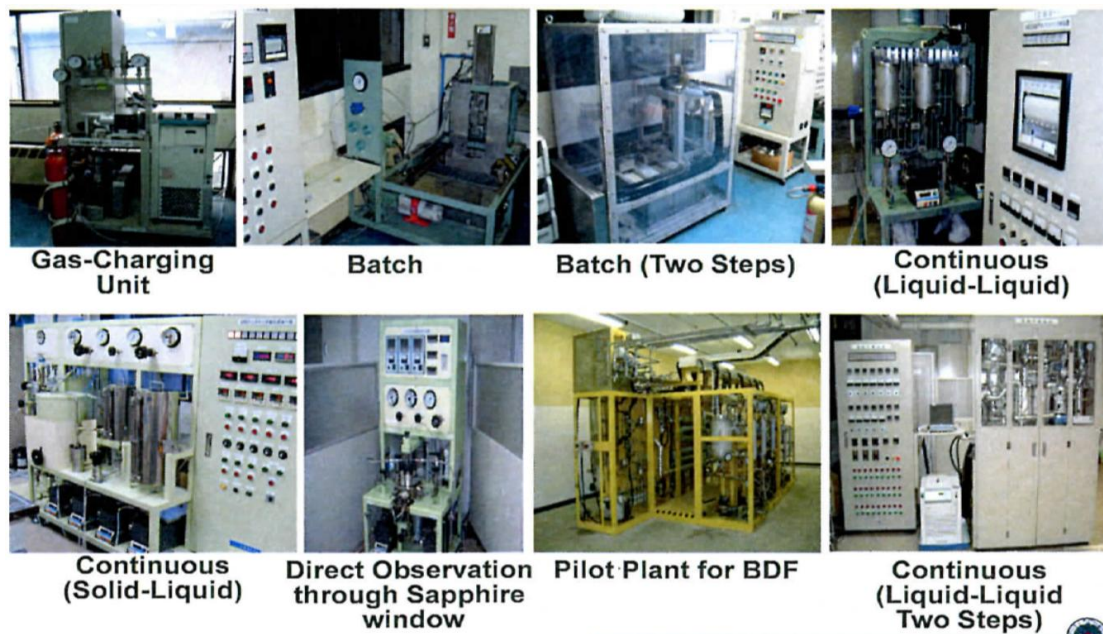 Gas-Charging
Unit
Batch
Batch (Two Steps)
Continuous
(Liquid-Liquid)
Continuous
(Solid-Liquid)
Direct Observation
through Sapphire
window
Pilot Plant for BDF
Continuous
(Liquid-Liquid
Two Steps)